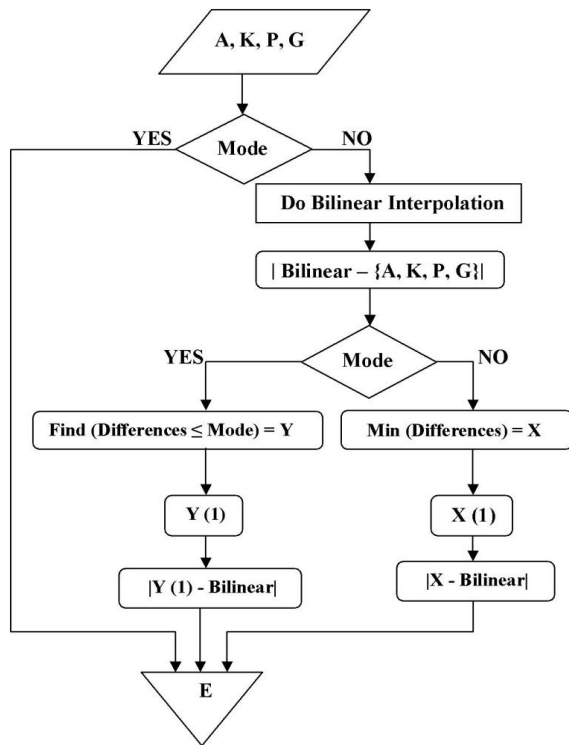 A, K, P, G
YES
Mode
NO
Do Bilinear Interpolation
| Bilinear – {A, K, P, G}|
YES
Mode
NO
Find (Differences ≤ Mode) = Y
Min (Differences) = X
Y (1)
X (1)
|Y (1) - Bilinear|
|X - Bilinear|
E